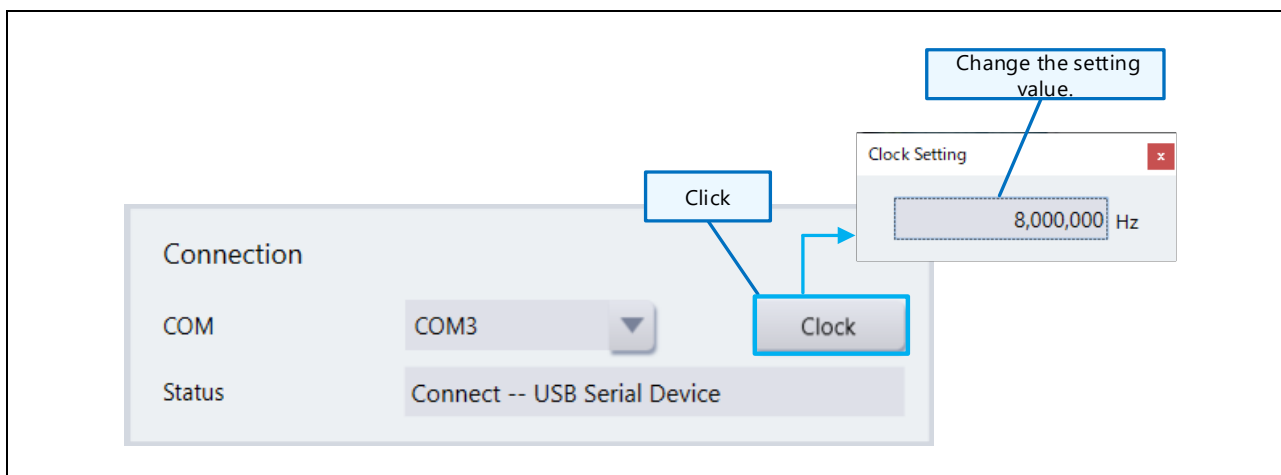 Change the setting
value.
Clock Setting
x
Click
8,000,000 Hz
Connection
COM COM3 Clock
Status Connect -- USB Serial Device